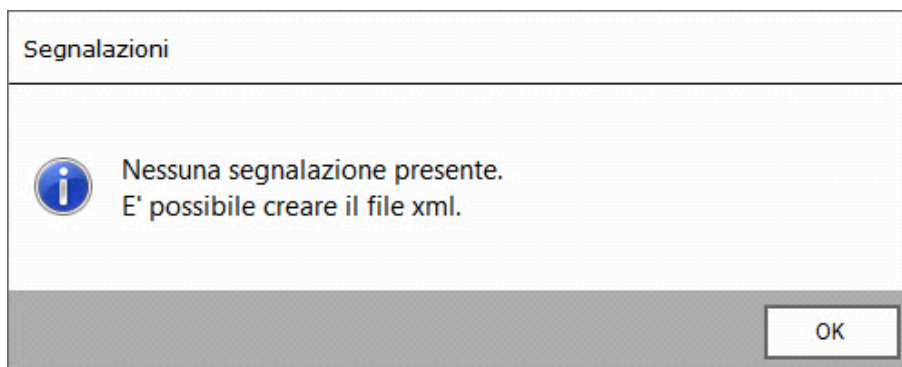 Segnalazioni
Nessuna segnalazione presente.
E' possibile creare il file xml.
OK